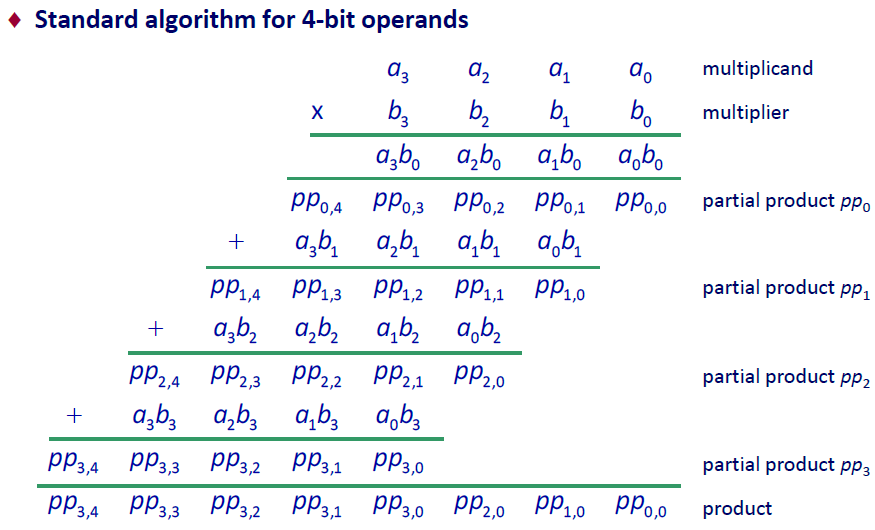 ♦ Standard algorithm for 4-bit operands
a₃ a₂ a₁ a₀ multiplicand
x b₃ b₂ b₁ b₀ multiplier
a₃b₀ a₂b₀ a₁b₀ a₀b₀
pp₀,₄ pp₀,₃ pp₀,₂ pp₀,₁ pp₀,₀ partial product pp₀
+ a₃b₁ a₂b₁ a₁b₁ a₀b₁
pp₁,₄ pp₁,₃ pp₁,₂ pp₁,₁ pp₁,₀ partial product pp₁
+ a₃b₂ a₂b₂ a₁b₂ a₀b₂
pp₂,₄ pp₂,₃ pp₂,₂ pp₂,₁ pp₂,₀ partial product pp₂
+ a₃b₃ a₂b₃ a₁b₃ a₀b₃
pp₃,₄ pp₃,₃ pp₃,₂ pp₃,₁ pp₃,₀ partial product pp₃
pp₃,₄ pp₃,₃ pp₃,₂ pp₃,₁ pp₃,₀ pp₂,₀ pp₁,₀ pp₀,₀ product